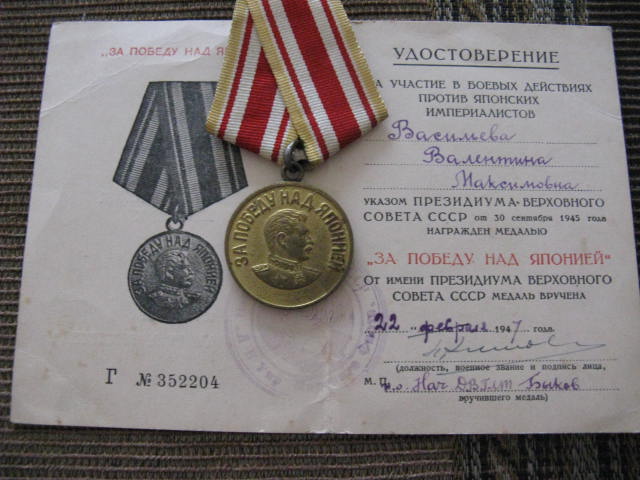 „ЗА ПОБЕДУ НАД Я
ЗА ПОБЕДУ НАД ЯПОНИЕЙ
Г № 352204
ЗА ПОБЕДУ НАД ЯПОНИЕЙ
УДОСТОВЕРЕНИЕ
А УЧАСТИЕ В БОЕВЫХ ДЕЙСТВИЯХ
ПРОТИВ ЯПОНСКИХ
ИМПЕРИАЛИСТОВ
Васильева
Валентина
Максимовна
УКАЗОМ ПРЕЗИДИУМА ВЕРХОВНОГО
СОВЕТА СССР от 30 сентября 1945 года
НАГРАЖДЕН МЕДАЛЬЮ
„ЗА ПОБЕДУ НАД ЯПОНИЕЙ“
От имени ПРЕЗИДИУМА ВЕРХОВНОГО
СОВЕТА СССР МЕДАЛЬ ВРУЧЕНА
„22“ февраля 1947 года.
(должность, военное звание и подпись лица,
М. П. Нач Быков
вручившего медаль)